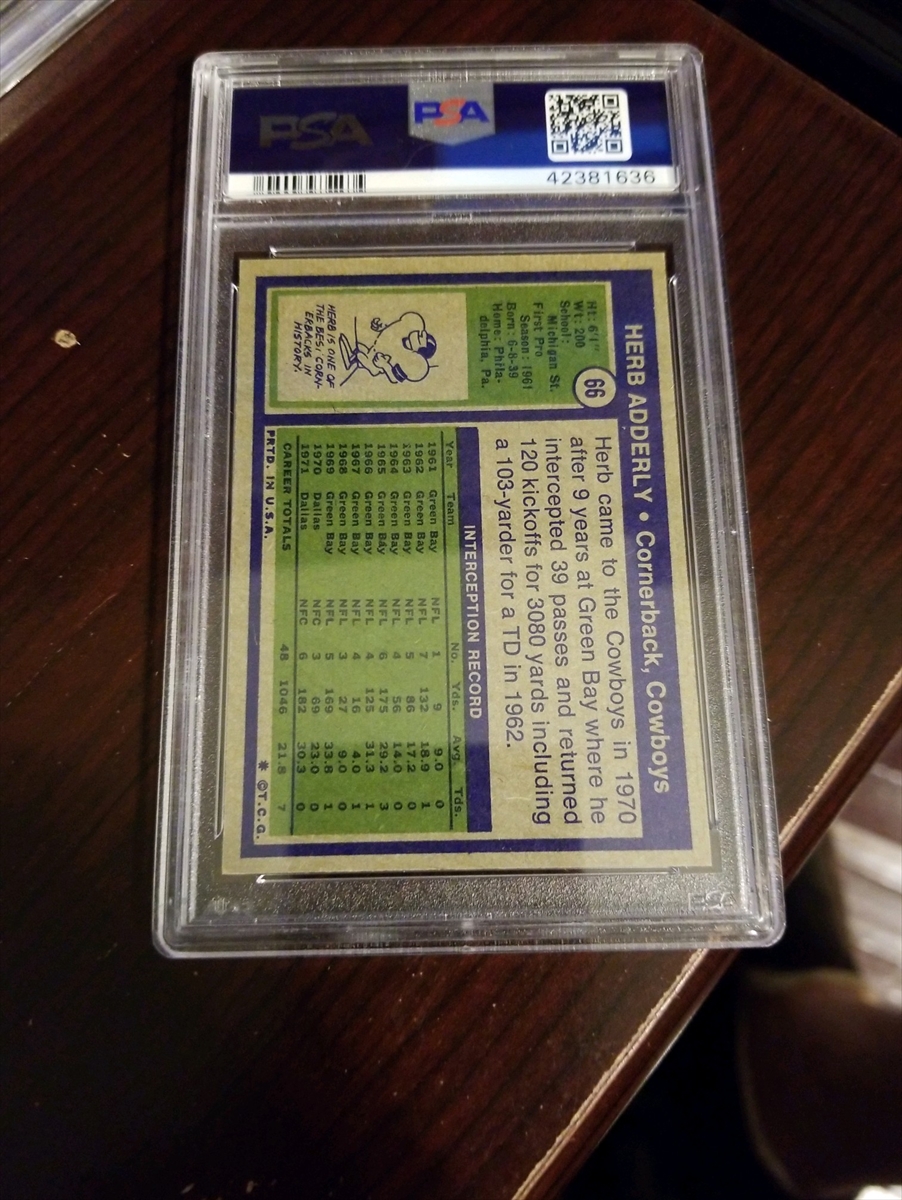 PSA
PSA
42381636
HERB ADDERLY • Cornerback, Cowboys
66
Ht: 6'1"
Wt: 200
School:
Michigan St.
First Pro
Season: 1961
Born: 6-8-39
Home: Phila-
delphia, Pa.
HERB IS ONE OF
THE BEST CORN-
ERBACKS IN
HISTORY.
Herb came to the Cowboys in 1970
after 9 years at Green Bay where he
intercepted 39 passes and returned
120 kickoffs for 3080 yards including
a 103-yarder for a TD in 1962.
INTERCEPTION RECORD
Year Team No. Yds. Avg. Tds.
1961 Green Bay NFL 1 9 9.0 0
1962 Green Bay NFL 7 132 18.9 1
1963 Green Bay NFL 5 86 17.2 0
1964 Green Bay NFL 4 56 14.0 0
1965 Green Bay NFL 6 175 29.2 3
1966 Green Bay NFL 4 125 31.3 1
1967 Green Bay NFL 4 16 4.0 1
1968 Green Bay NFL 3 27 9.0 0
1969 Green Bay NFL 5 169 33.8 1
1970 Dallas NFC 3 69 23.0 0
1971 Dallas NFC 6 182 30.3 0
CAREER TOTALS 48 1046 21.8 7
PRTD. IN U.S.A. * ©T.C.G.